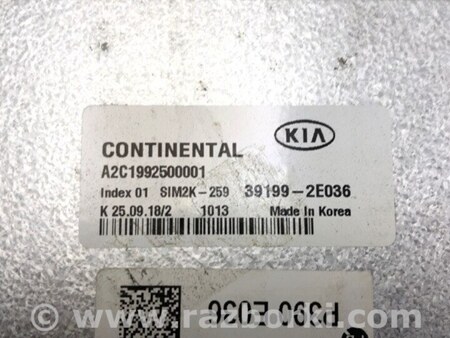 CONTINENTAL
KIA
A2C1992500001
Index 01 SIM2K-259 39199-2E036
K 25.09.18/2 1013 Made In Korea
© www.razborki.com